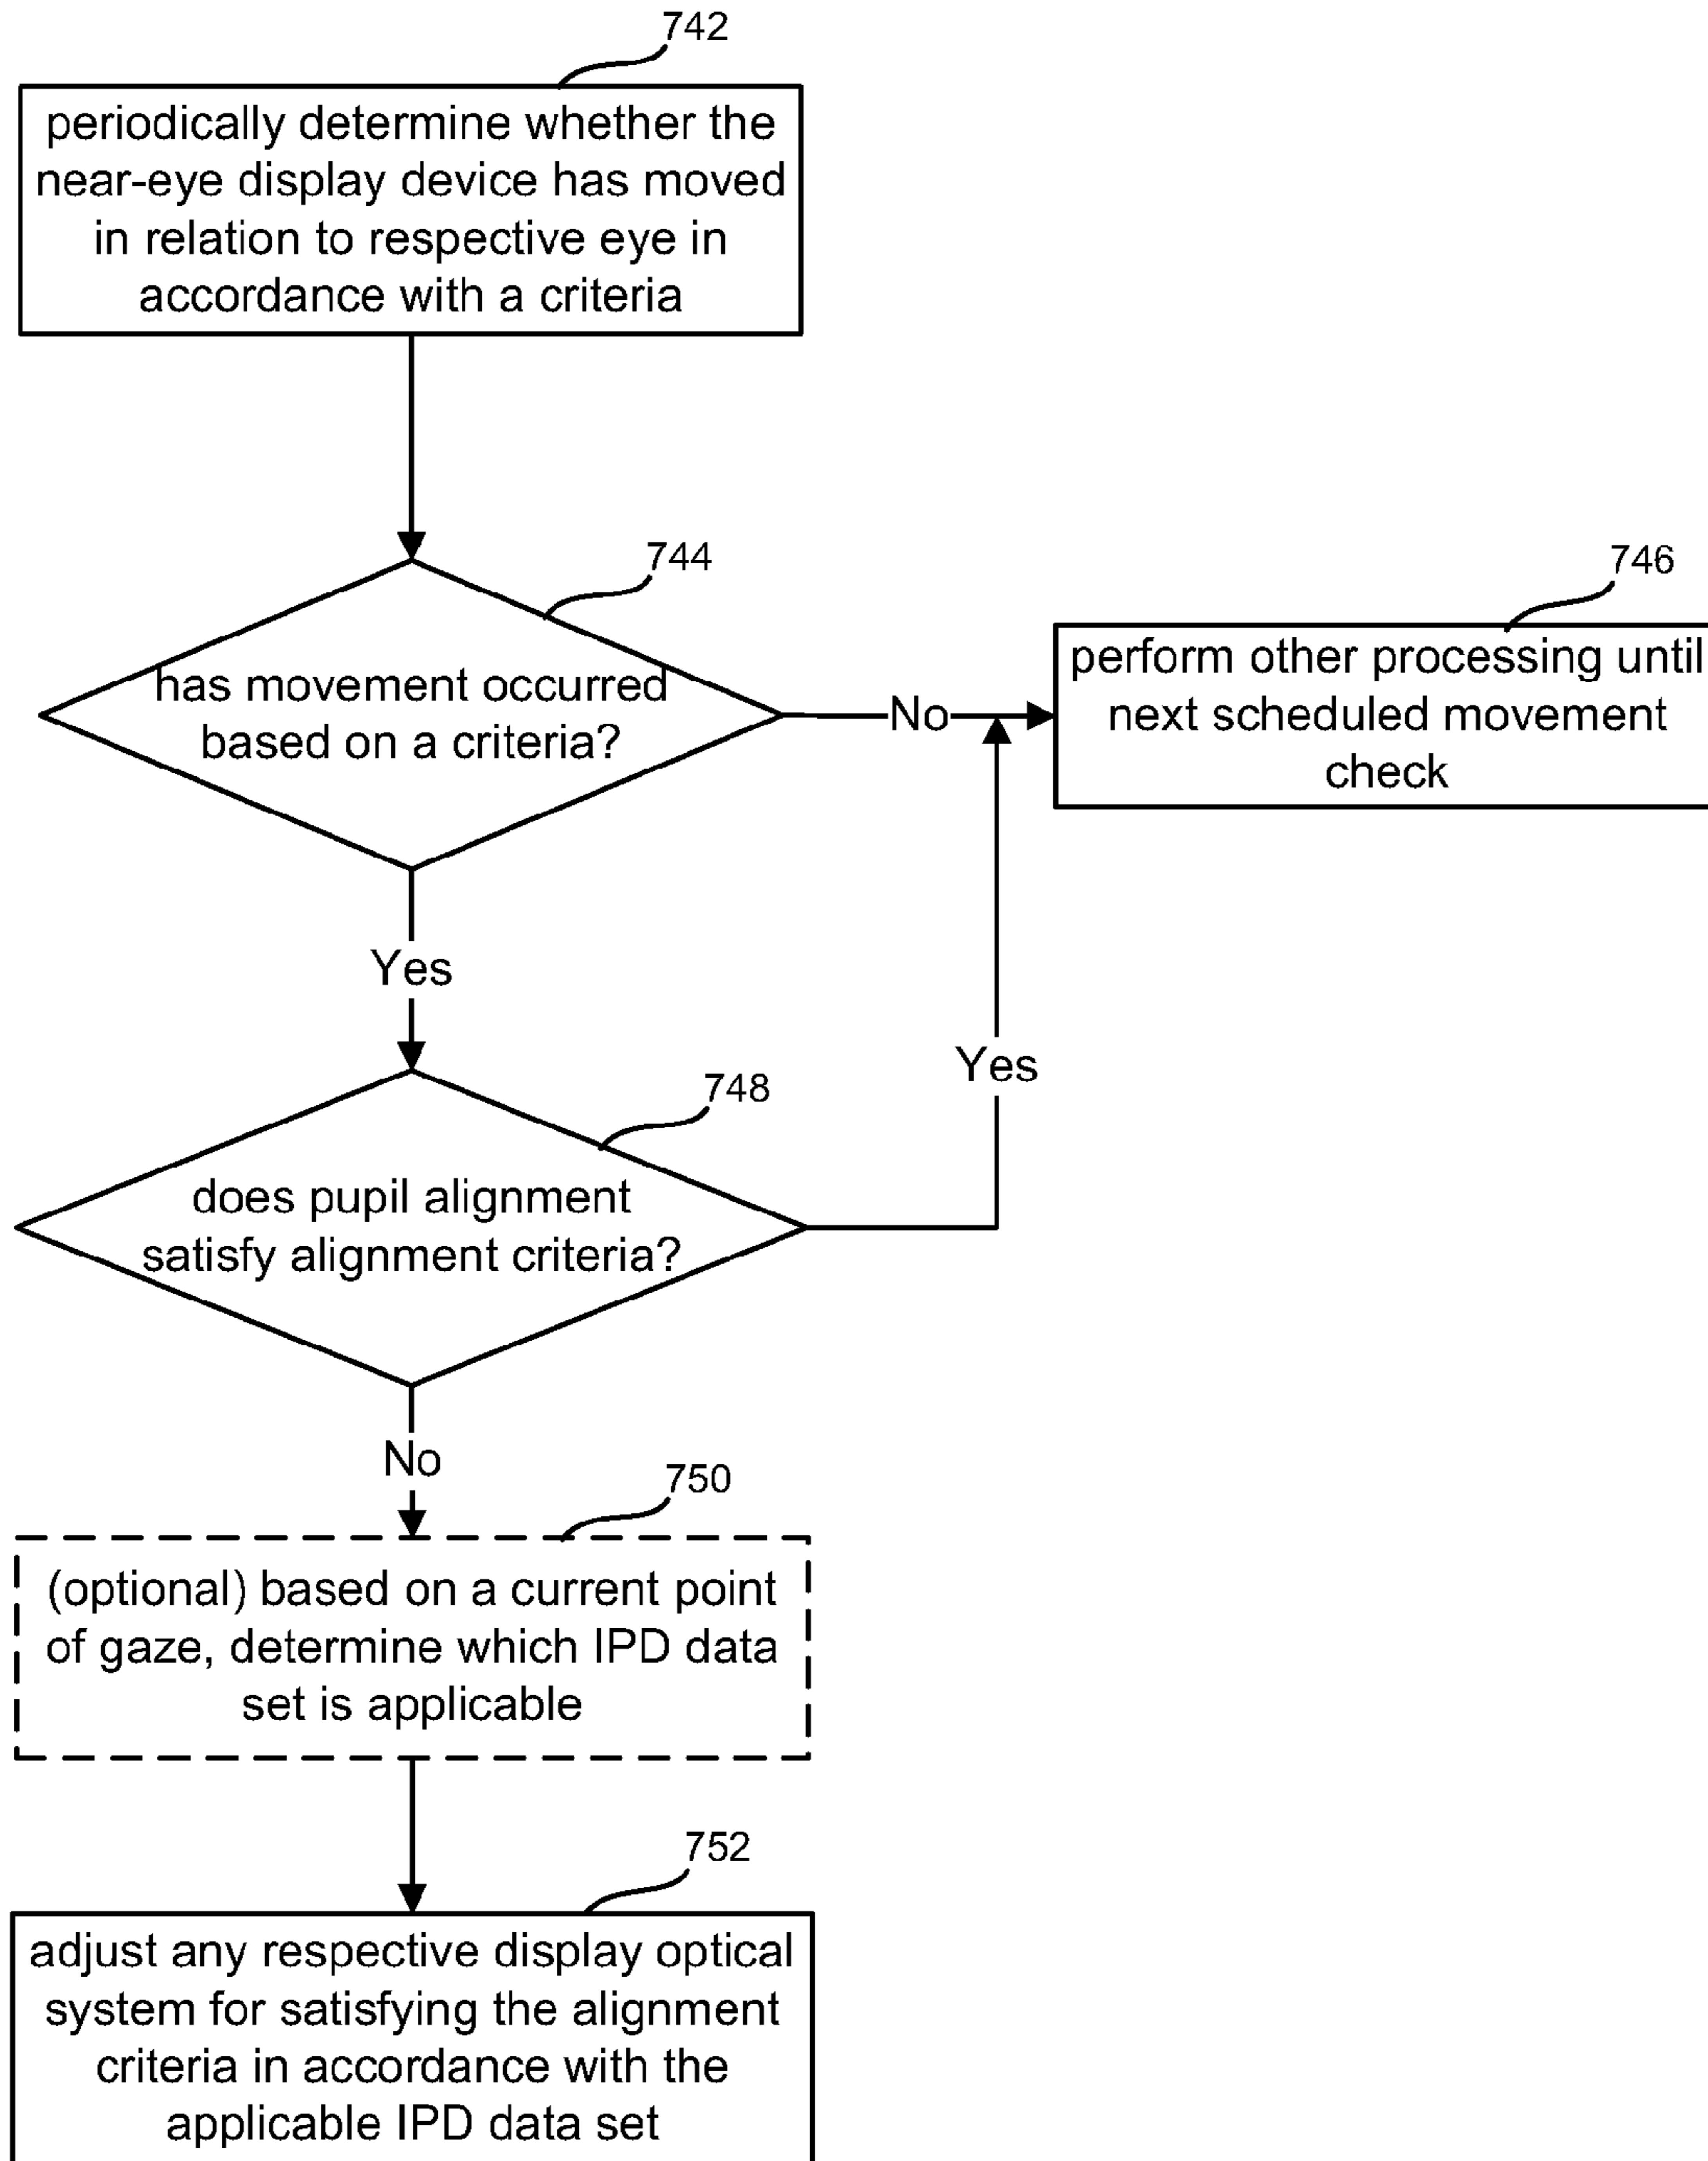 742
periodically determine whether the
near-eye display device has moved
in relation to respective eye in
accordance with a criteria
744
has movement occurred
based on a criteria?
No
746
perform other processing until
next scheduled movement
check
Yes
Yes
748
does pupil alignment
satisfy alignment criteria?
No
750
(optional) based on a current point
of gaze, determine which IPD data
set is applicable
752
adjust any respective display optical
system for satisfying the alignment
criteria in accordance with the
applicable IPD data set